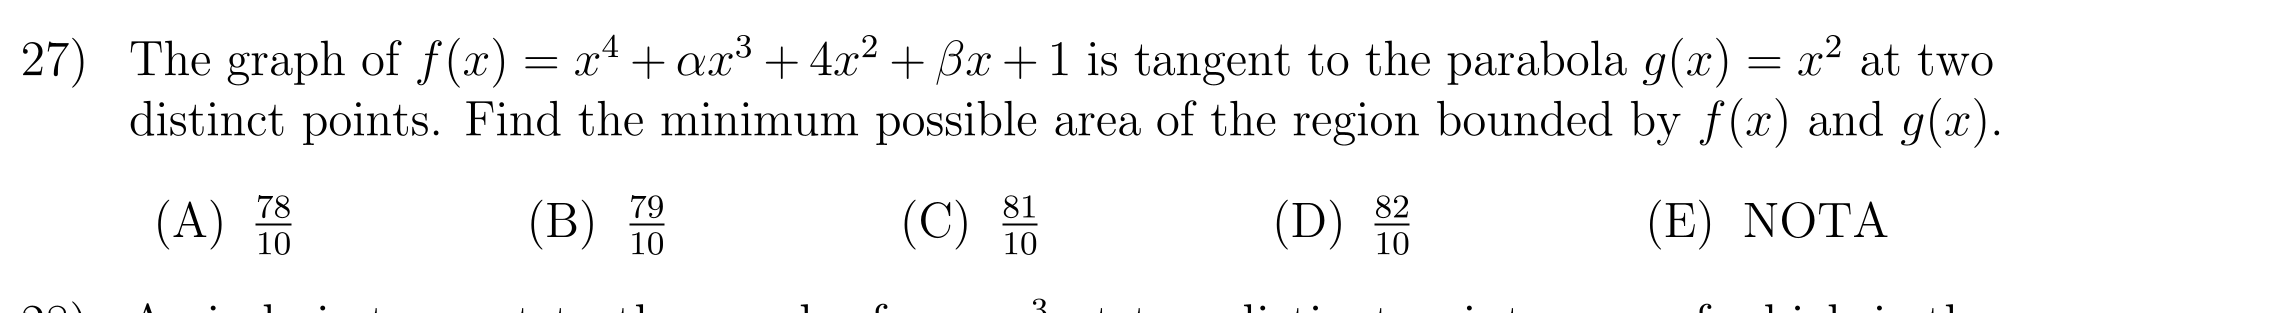 27) The graph of f(x) = x⁴ + αx³ + 4x² + βx + 1 is tangent to the parabola g(x) = x² at two
distinct points. Find the minimum possible area of the region bounded by f(x) and g(x).
(A) 78/10 (B) 79/10 (C) 81/10 (D) 82/10 (E) NOTA